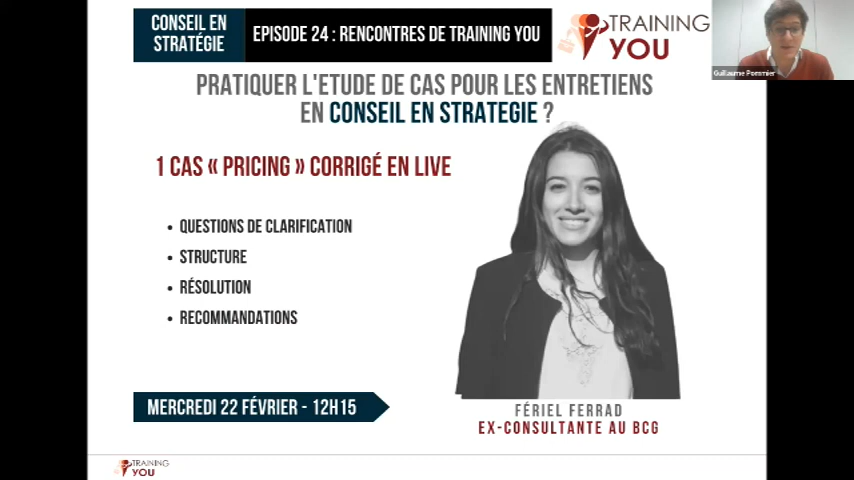 CONSEIL EN
STRATÉGIE
EPISODE 24 : RENCONTRES DE TRAINING YOU
TRAINING
YOU
Guillaume Pommier
PRATIQUER L'ETUDE DE CAS POUR LES ENTRETIENS
EN CONSEIL EN STRATEGIE ?
1 CAS « PRICING » CORRIGÉ EN LIVE
• QUESTIONS DE CLARIFICATION
• STRUCTURE
• RÉSOLUTION
• RECOMMANDATIONS
MERCREDI 22 FÉVRIER - 12H15
FÉRIEL FERRAD
EX-CONSULTANTE AU BCG
TRAINING
YOU